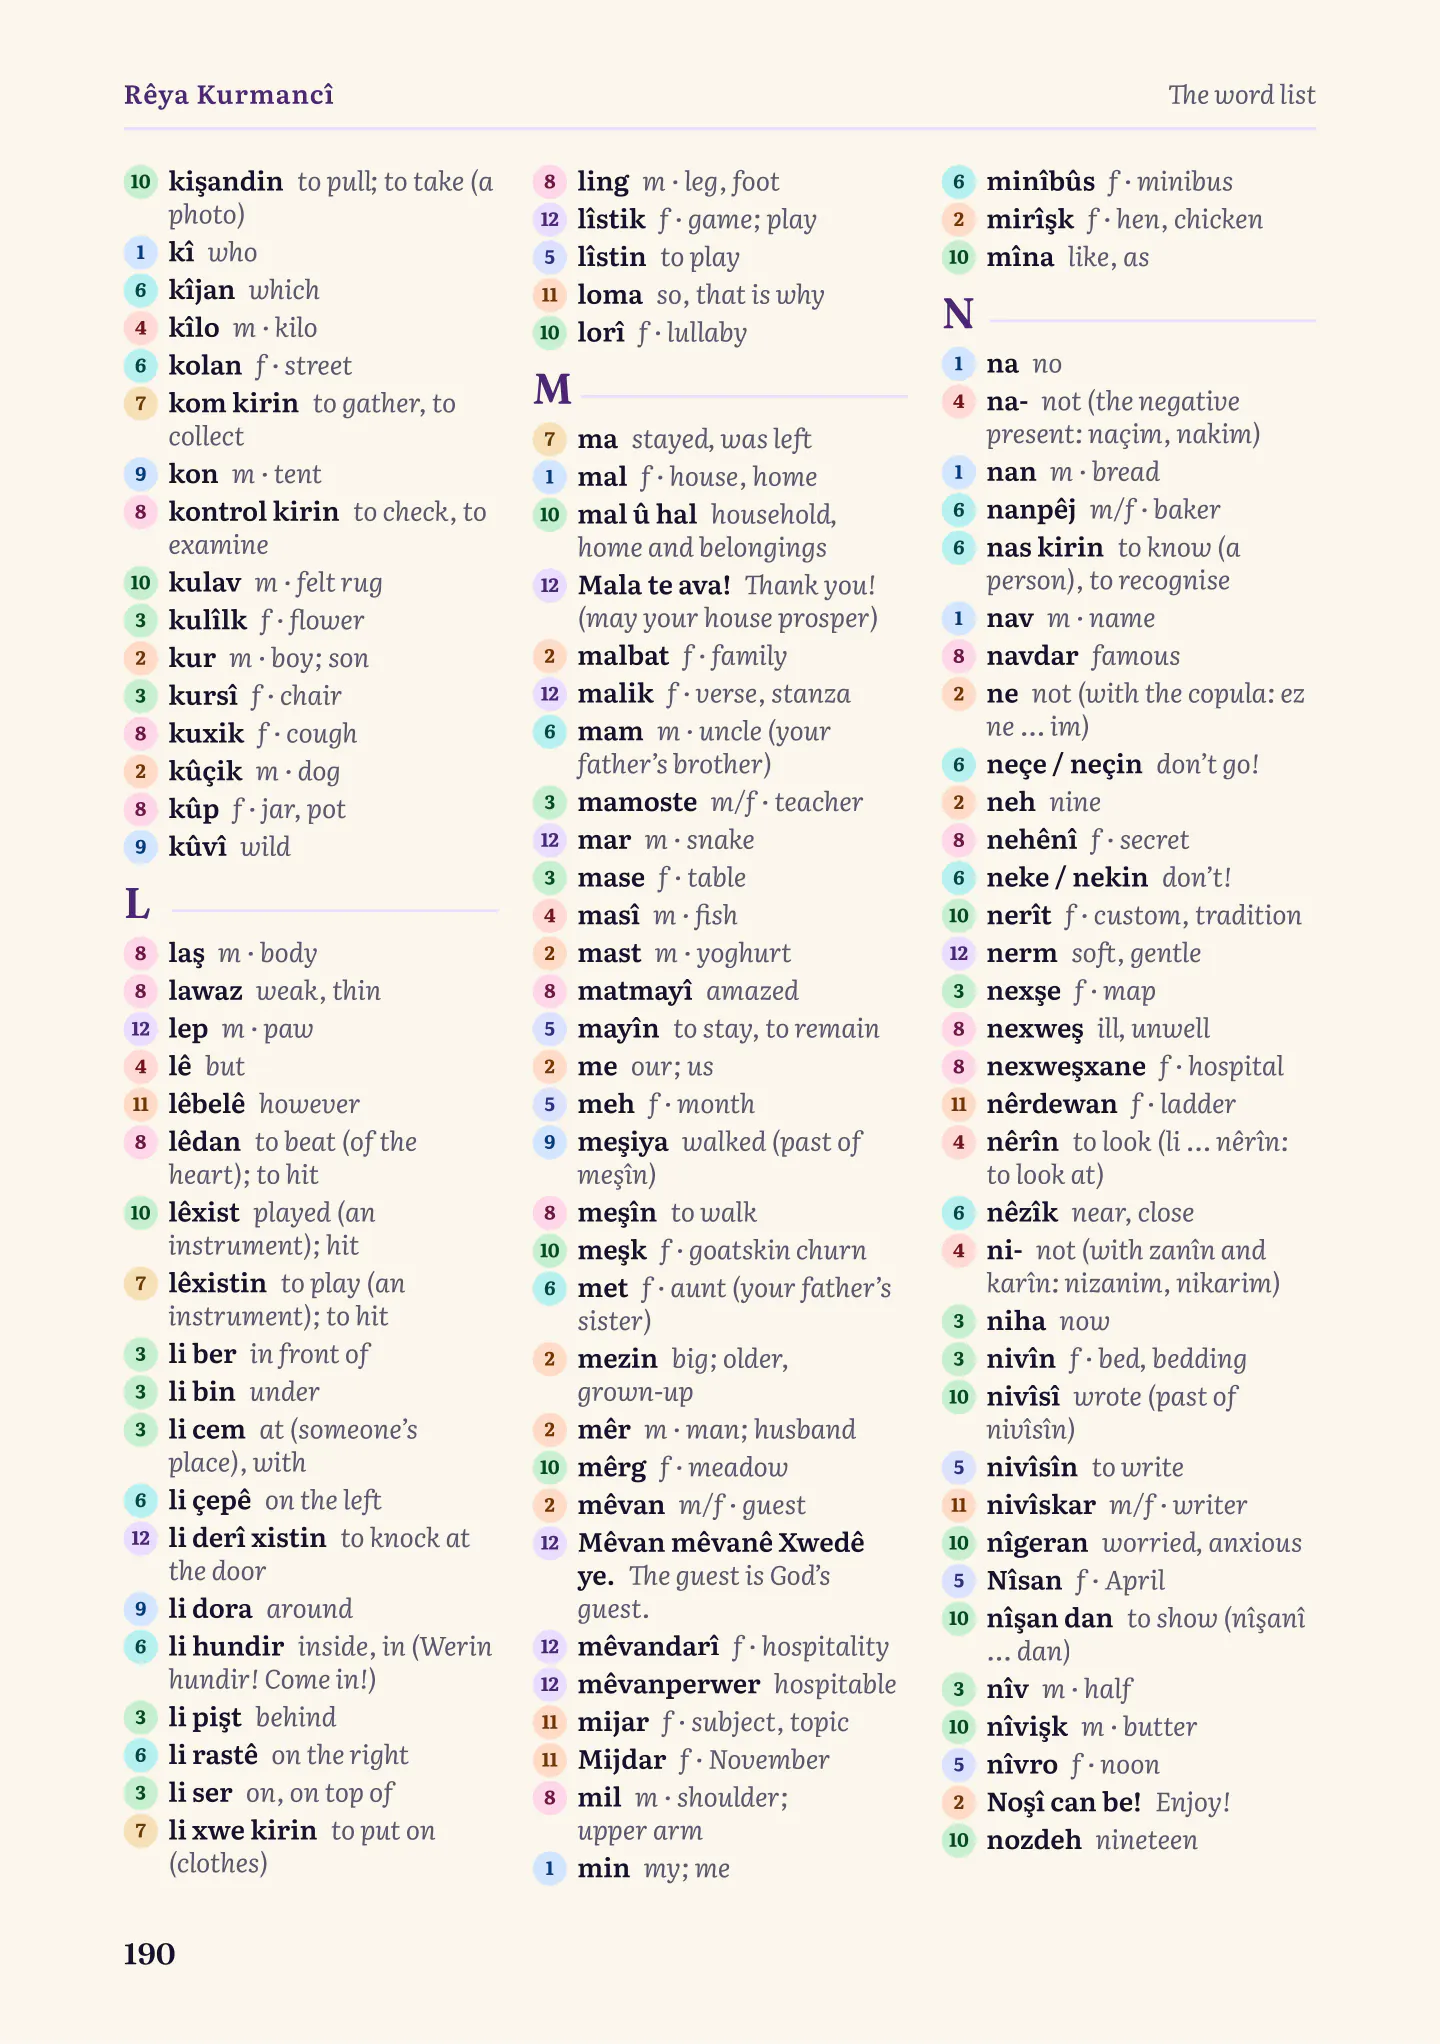 Rêya Kurmancî
The word list
10 kişandin to pull; to take (a
photo)
1 kî who
6 kîjan which
4 kîlo m · kilo
6 kolan f · street
7 kom kirin to gather, to
collect
9 kon m · tent
8 kontrol kirin to check, to
examine
10 kulav m · felt rug
3 kulîlk f · flower
2 kur m · boy; son
3 kursî f · chair
8 kuxik f · cough
2 kûçik m · dog
8 kûp f · jar, pot
9 kûvî wild
L
8 laş m · body
8 lawaz weak, thin
12 lep m · paw
4 lê but
11 lêbelê however
8 lêdan to beat (of the
heart); to hit
10 lêxist played (an
instrument); hit
7 lêxistin to play (an
instrument); to hit
3 li ber in front of
3 li bin under
3 li cem at (someone’s
place), with
6 li çepê on the left
12 li derî xistin to knock at
the door
9 li dora around
6 li hundir inside, in (Werin
hundir! Come in!)
3 li pişt behind
6 li rastê on the right
3 li ser on, on top of
7 li xwe kirin to put on
(clothes)
8 ling m · leg, foot
12 lîstik f · game; play
5 lîstin to play
11 loma so, that is why
10 lorî f · lullaby
M
7 ma stayed, was left
1 mal f · house, home
10 mal û hal household,
home and belongings
12 Mala te ava! Thank you!
(may your house prosper)
2 malbat f · family
12 malik f · verse, stanza
6 mam m · uncle (your
father’s brother)
3 mamoste m/f · teacher
12 mar m · snake
3 mase f · table
4 masî m · fish
2 mast m · yoghurt
8 matmayî amazed
5 mayîn to stay, to remain
2 me our; us
5 meh f · month
9 meşiya walked (past of
meşîn)
8 meşîn to walk
10 meşk f · goatskin churn
6 met f · aunt (your father’s
sister)
2 mezin big; older,
grown-up
2 mêr m · man; husband
10 mêrg f · meadow
2 mêvan m/f · guest
12 Mêvan mêvanê Xwedê
ye. The guest is God’s
guest.
12 mêvandarî f · hospitality
12 mêvanperwer hospitable
11 mijar f · subject, topic
11 Mijdar f · November
8 mil m · shoulder;
upper arm
1 min my; me
6 minîbûs f · minibus
2 mirîşk f · hen, chicken
10 mîna like, as
N
1 na no
4 na- not (the negative
present: naçim, nakim)
1 nan m · bread
6 nanpêj m/f · baker
6 nas kirin to know (a
person), to recognise
1 nav m · name
8 navdar famous
2 ne not (with the copula: ez
ne … im)
6 neçe / neçin don’t go!
2 neh nine
8 nehênî f · secret
6 neke / nekin don’t!
10 nerît f · custom, tradition
12 nerm soft, gentle
3 nexşe f · map
8 nexweş ill, unwell
8 nexweşxane f · hospital
11 nêrdewan f · ladder
4 nêrîn to look (li … nêrîn:
to look at)
6 nêzîk near, close
4 ni- not (with zanîn and
karîn: nizanim, nikarim)
3 niha now
3 nivîn f · bed, bedding
10 nivîsî wrote (past of
nivîsîn)
5 nivîsîn to write
11 nivîskar m/f · writer
10 nîgeran worried, anxious
5 Nîsan f · April
10 nîşan dan to show (nîşanî
… dan)
3 nîv m · half
10 nîvişk m · butter
5 nîvro f · noon
2 Noşî can be! Enjoy!
10 nozdeh nineteen
190